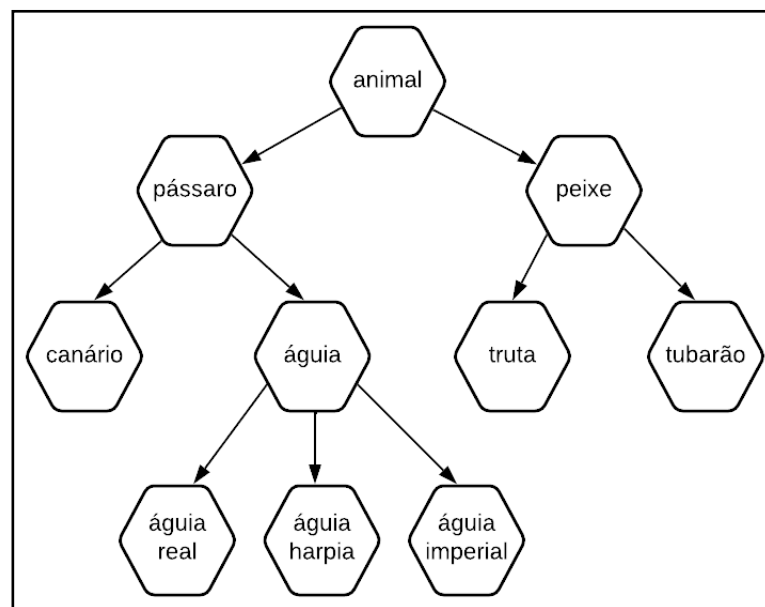 animal
pássaro
peixe
canário
águia
truta
tubarão
águia
real
águia
harpia
águia
imperial